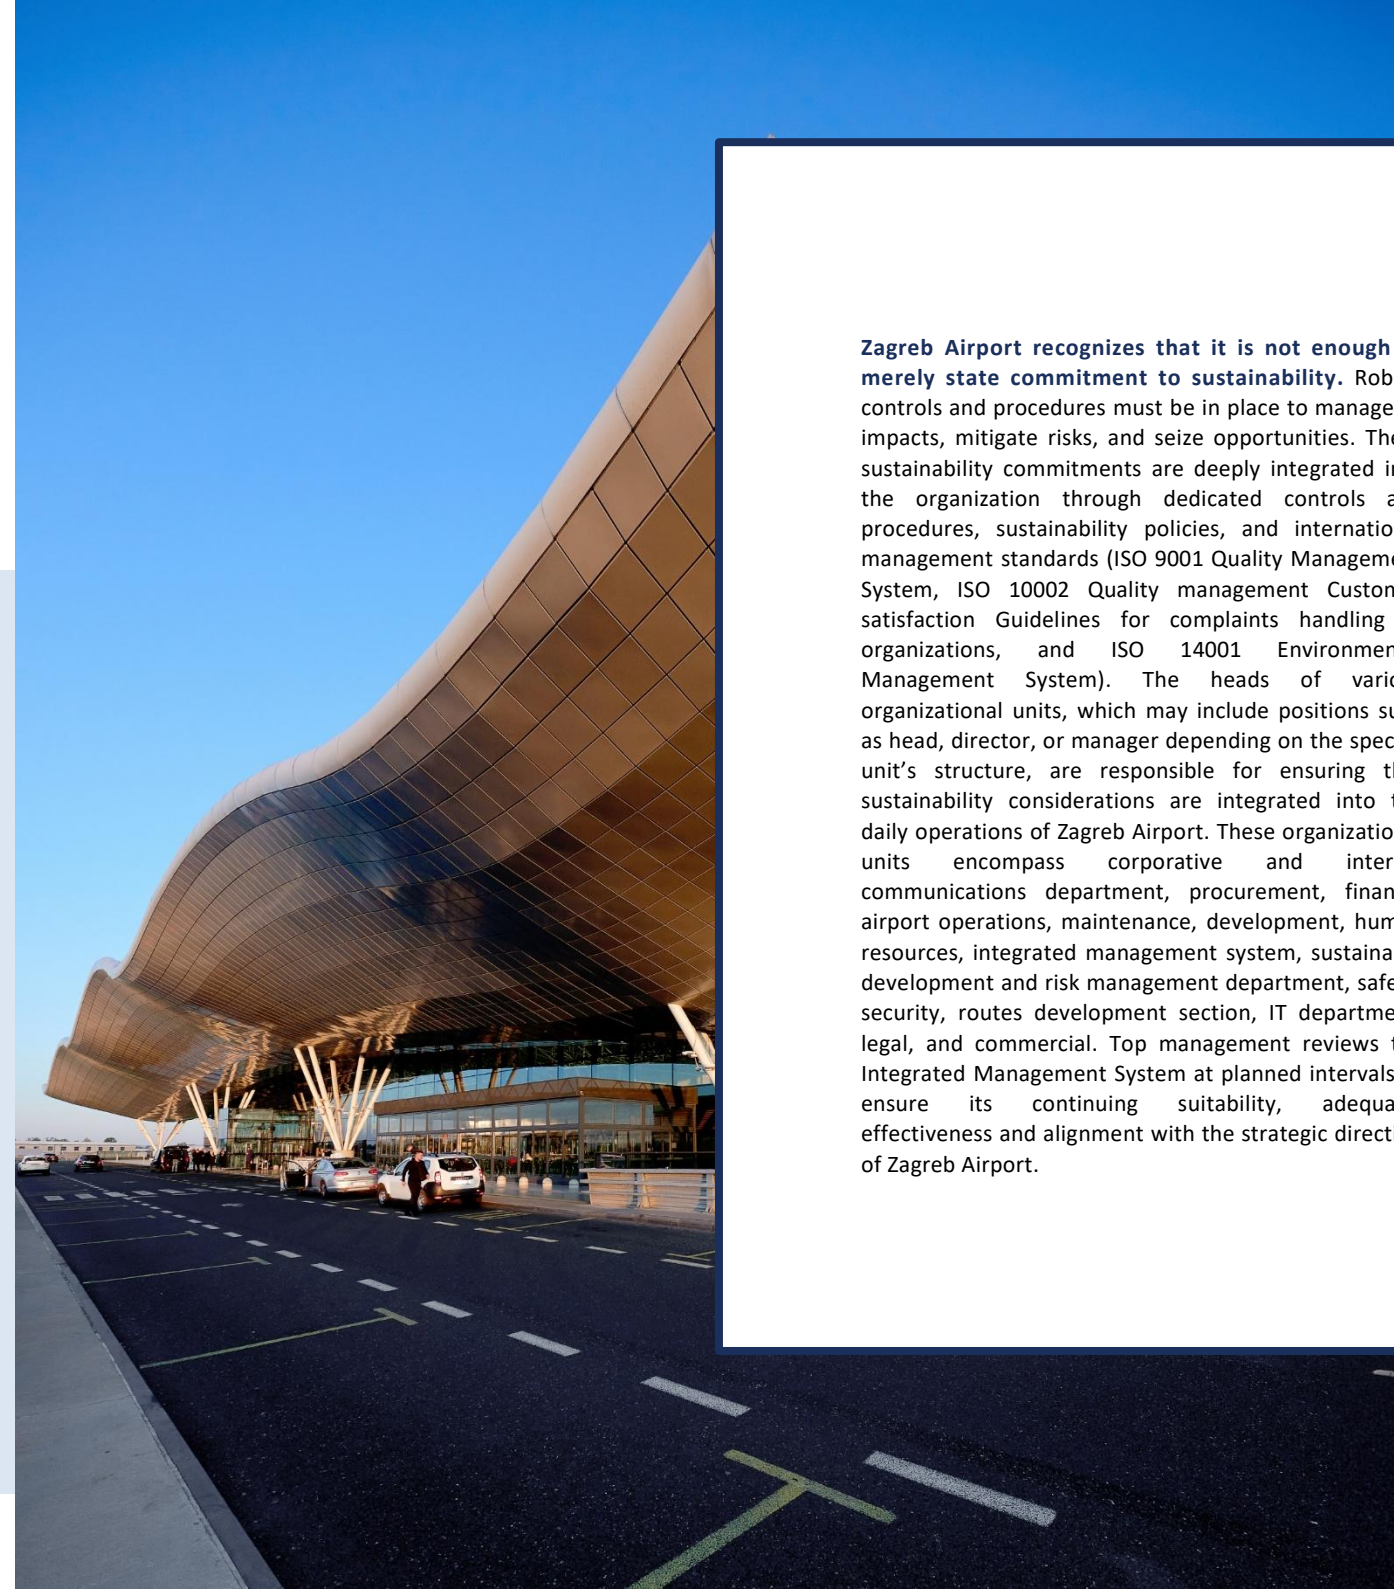 Zagreb Airport recognizes that it is not enough
merely state commitment to sustainability. Rob
controls and procedures must be in place to manage
impacts, mitigate risks, and seize opportunities. The
sustainability commitments are deeply integrated i
the organization through dedicated controls a
procedures, sustainability policies, and internatio
management standards (ISO 9001 Quality Manageme
System, ISO 10002 Quality management Custom
satisfaction Guidelines for complaints handling
organizations, and ISO 14001 Environmen
Management System). The heads of vario
organizational units, which may include positions su
as head, director, or manager depending on the spec
unit's structure, are responsible for ensuring th
sustainability considerations are integrated into t
daily operations of Zagreb Airport. These organizatio
units encompass corporative and inter
communications department, procurement, finan
airport operations, maintenance, development, hum
resources, integrated management system, sustaina
development and risk management department, safe
security, routes development section, IT departme
legal, and commercial. Top management reviews t
Integrated Management System at planned intervals
ensure its continuing suitability, adequa
effectiveness and alignment with the strategic directi
of Zagreb Airport.